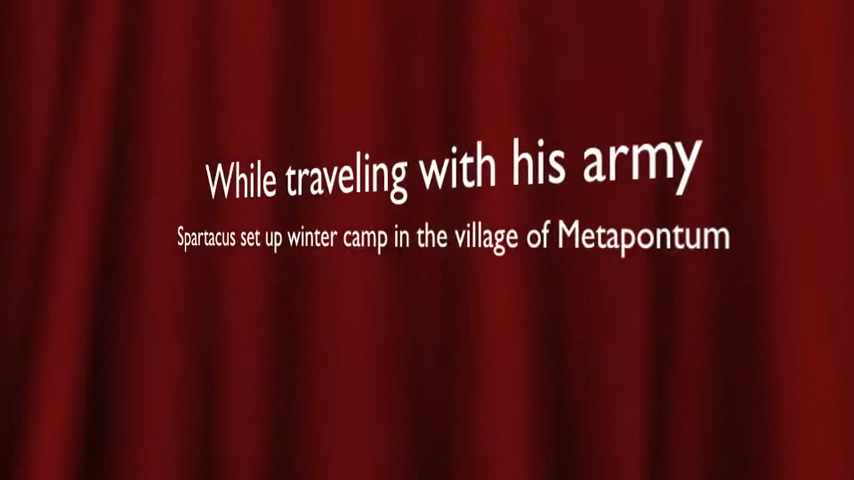 While traveling with his army
Spartacus set up winter camp in the village of Metapontum